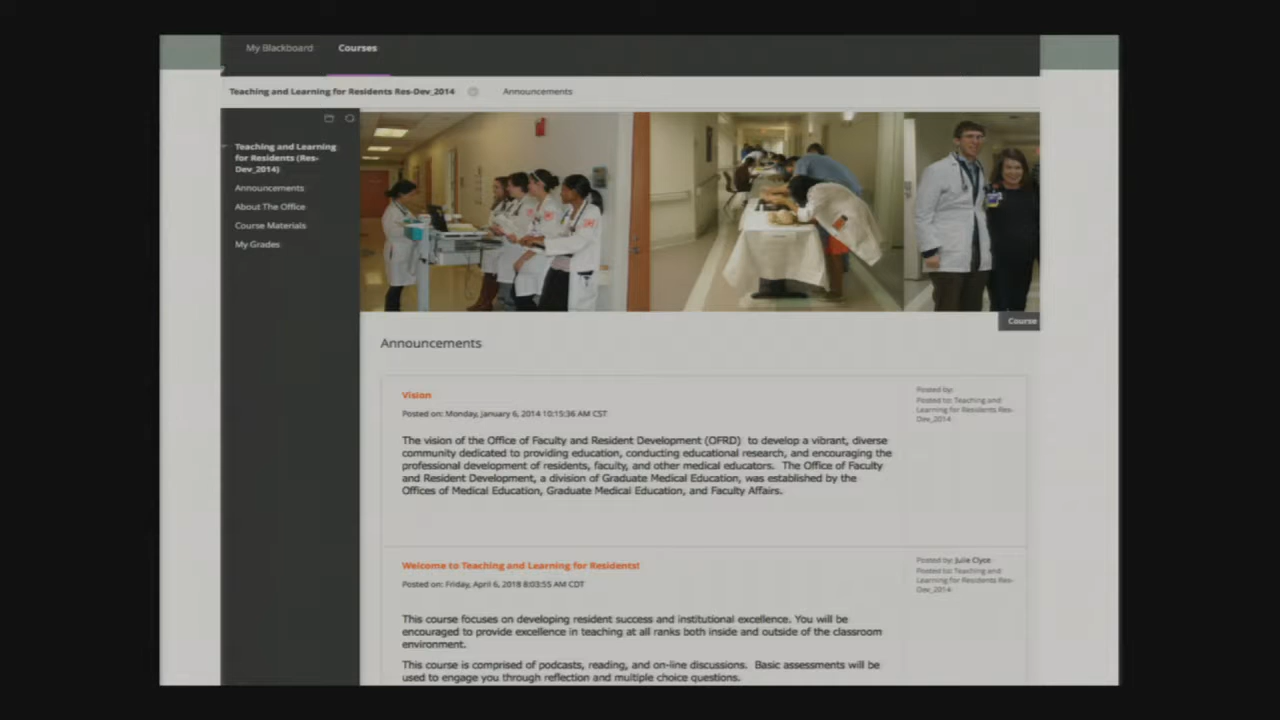 My Blackboard
Courses
Teaching and Learning for Residents Res-Dev_2014
Announcements
Teaching and Learning
for Residents (Res-
Dev_2014)
Announcements
About The Office
Course Materials
My Grades
Course
Announcements
Vision
Posted on: Monday, January 6, 2014 10:15:36 AM CST
The vision of the Office of Faculty and Resident Development (OFRD) to develop a vibrant, diverse
community dedicated to providing education, conducting educational research, and encouraging the
professional development of residents, faculty, and other medical educators. The Office of Faculty
and Resident Development, a division of Graduate Medical Education, was established by the
Offices of Medical Education, Graduate Medical Education, and Faculty Affairs.
Posted by:
Posted to: Teaching and
Learning for Residents Res-
Dev_2014
Welcome to Teaching and Learning for Residents!
Posted on: Friday, April 6, 2018 8:03:55 AM CDT
This course focuses on developing resident success and institutional excellence. You will be
encouraged to provide excellence in teaching at all ranks both inside and outside of the classroom
environment.
This course is comprised of podcasts, reading, and on-line discussions. Basic assessments will be
used to engage you through reflection and multiple choice questions.
Posted by: Julie Clyce
Posted to: Teaching and
Learning for Residents Res-
Dev_2014